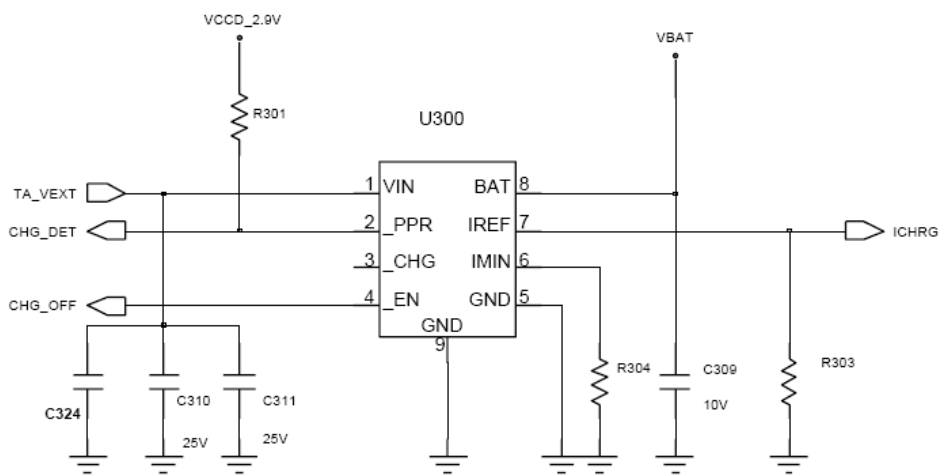 VCCD_2.9V
VBAT
R301
U300
TA_VEXT
1
VIN
BAT
8
CHG_DET
2
_PPR
IREF
7
ICHRG
3
_CHG
IMIN
6
CHG_OFF
4
_EN
GND
5
GND
9
C324
C310
25V
C311
25V
R304
C309
10V
R303